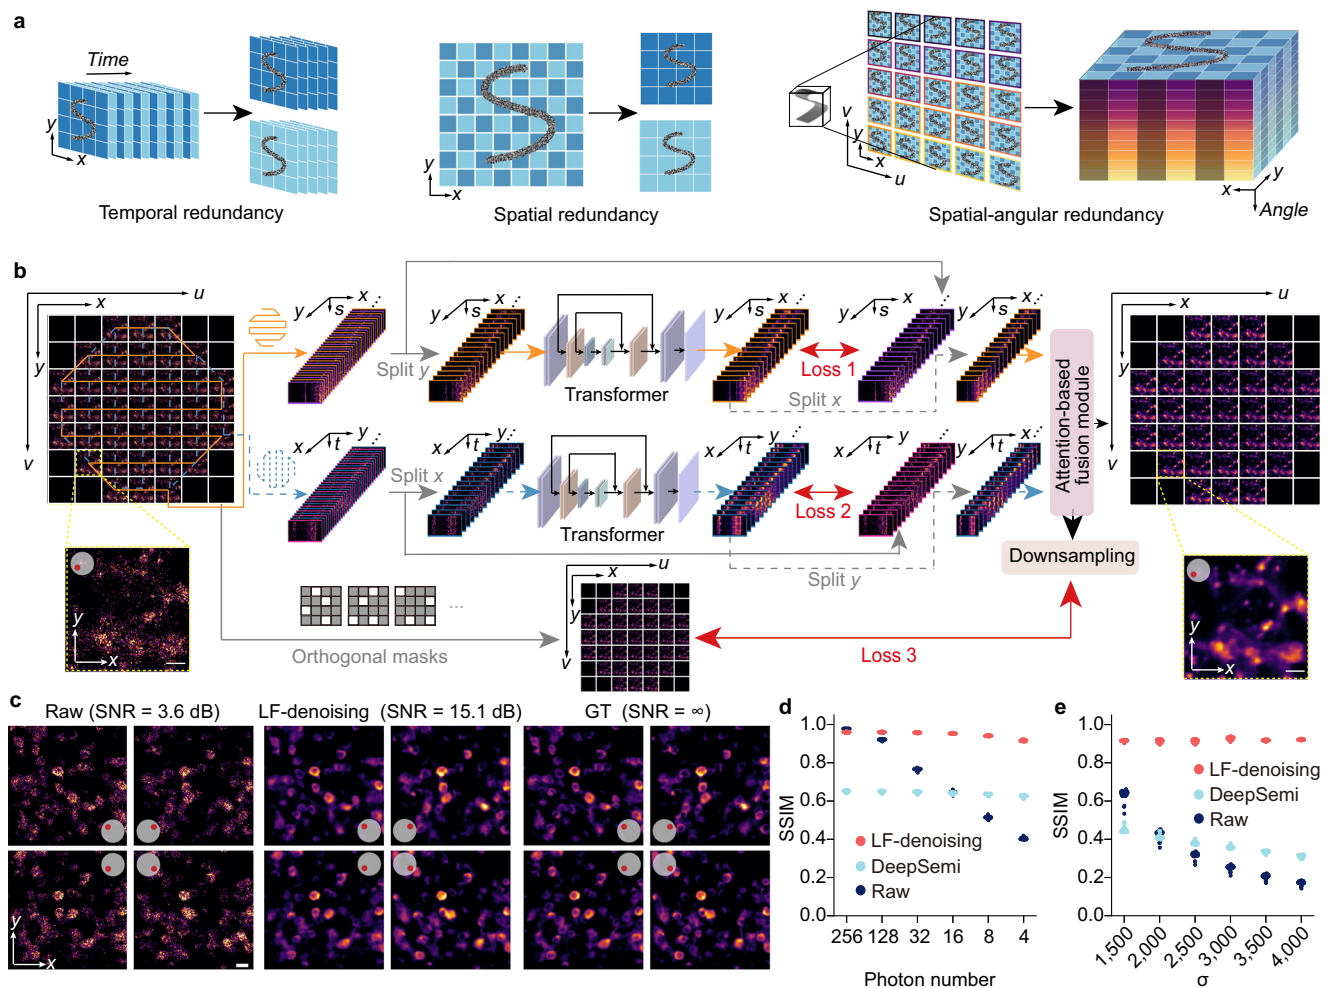 a
Time
y
x
Temporal redundancy
y
x
Spatial redundancy
v
y
x
u
y
x
Angle
Spatial-angular redundancy
b
u
x
y
v
x
y s
Split y
x
y s
Transformer
x
y s
Loss 1
x
y s
Split x
x
y s
y
x t
Split x
y
x t
Transformer
y
x t
Loss 2
y
x t
Split y
x
y t
Attention-based
fusion module
Downsampling
u
x
y
v
y
x
Orthogonal masks
...
u
x
y
v
Loss 3
y
x
c
Raw (SNR = 3.6 dB)
LF-denoising (SNR = 15.1 dB)
GT (SNR = ∞)
y
x
d
SSIM
1.0
0.8
0.6
0.4
0.2
0.0
LF-denoising
DeepSemi
Raw
256 128 32 16 8 4
Photon number
e
SSIM
1.0
0.8
0.6
0.4
0.2
0.0
LF-denoising
DeepSemi
Raw
1,500 2,000 2,500 3,000 3,500 4,000
σ